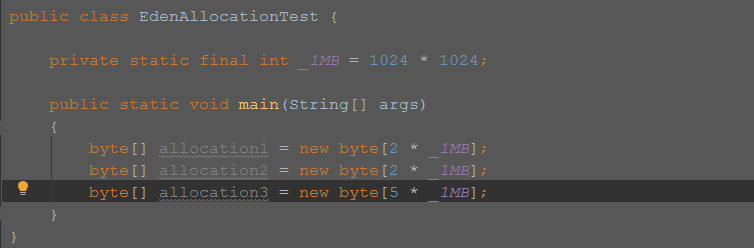 public class EdenAllocationTest {
private static final int _1MB = 1024 * 1024;
public static void main(String[] args)
{
byte[] allocation1 = new byte[2 * _1MB];
byte[] allocation2 = new byte[2 * _1MB];
byte[] allocation3 = new byte[5 * _1MB];
}
}